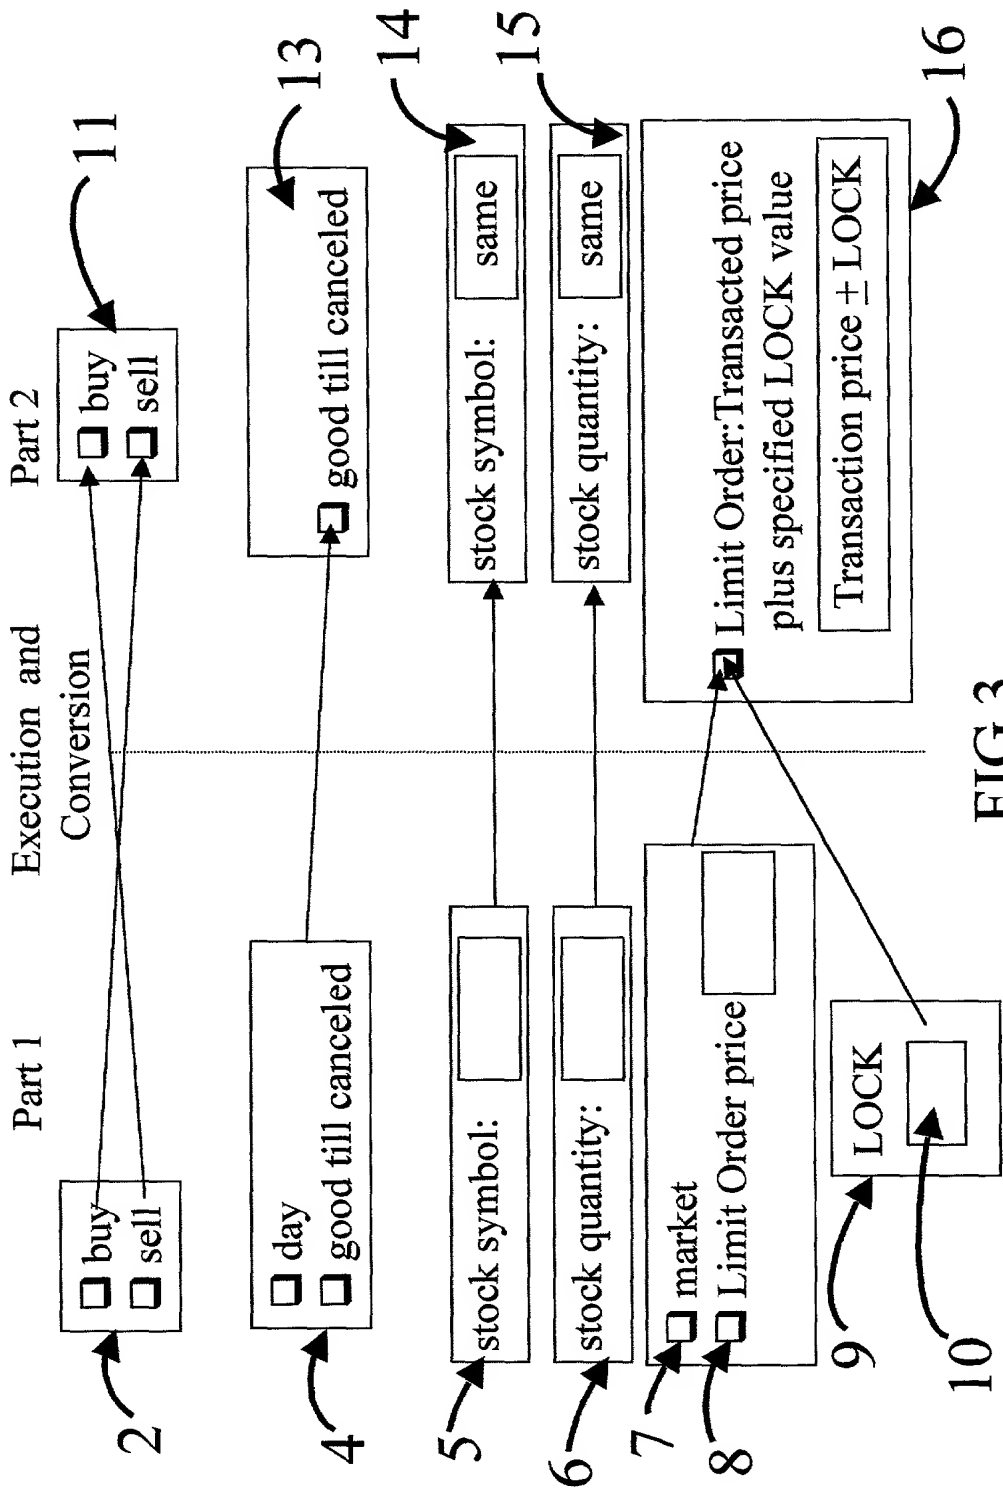 Part 1
Execution and
Conversion
Part 2
2
buy
sell
buy
sell
11
4
day
good till canceled
good till canceled
13
5
stock symbol:
stock symbol:
same
14
6
stock quantity:
stock quantity:
same
15
7
market
8
Limit Order price
Limit Order:Transacted price
plus specified LOCK value
Transaction price ± LOCK
16
9
LOCK
10
FIG 3